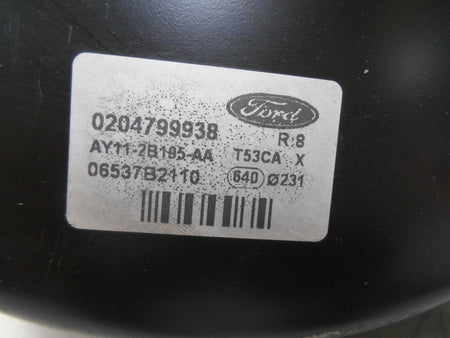 Ford
0204799938 R:8
AY11-2B195-AA T53CA X
06537B2110 640 Ø231